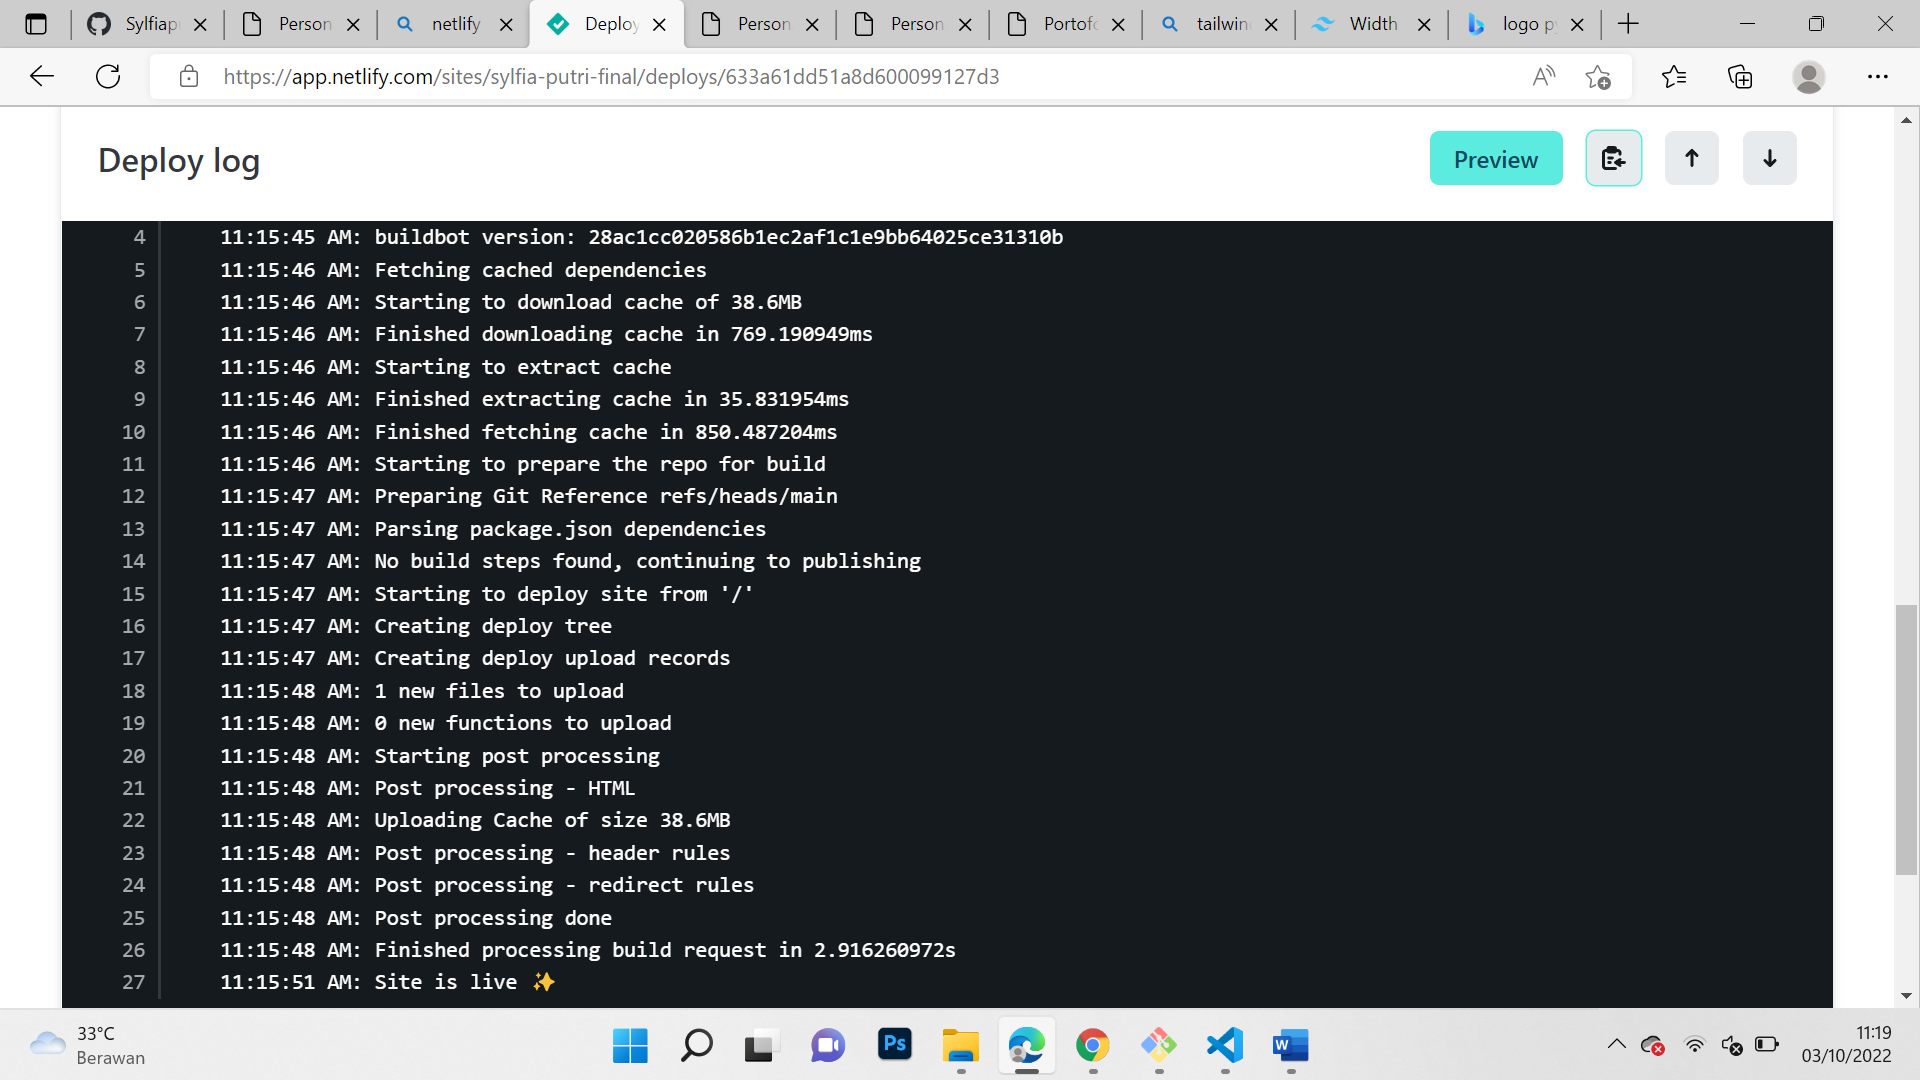 Sylfiap
Person
netlify
Deploy
Person
Person
Portofo
tailwin
Width
logo p
https://app.netlify.com/sites/sylfia-putri-final/deploys/633a61dd51a8d600099127d3
Deploy log
Preview
4 11:15:45 AM: buildbot version: 28ac1cc020586b1ec2af1c1e9bb64025ce31310b
5 11:15:46 AM: Fetching cached dependencies
6 11:15:46 AM: Starting to download cache of 38.6MB
7 11:15:46 AM: Finished downloading cache in 769.190949ms
8 11:15:46 AM: Starting to extract cache
9 11:15:46 AM: Finished extracting cache in 35.831954ms
10 11:15:46 AM: Finished fetching cache in 850.487204ms
11 11:15:46 AM: Starting to prepare the repo for build
12 11:15:47 AM: Preparing Git Reference refs/heads/main
13 11:15:47 AM: Parsing package.json dependencies
14 11:15:47 AM: No build steps found, continuing to publishing
15 11:15:47 AM: Starting to deploy site from '/'
16 11:15:47 AM: Creating deploy tree
17 11:15:47 AM: Creating deploy upload records
18 11:15:48 AM: 1 new files to upload
19 11:15:48 AM: 0 new functions to upload
20 11:15:48 AM: Starting post processing
21 11:15:48 AM: Post processing - HTML
22 11:15:48 AM: Uploading Cache of size 38.6MB
23 11:15:48 AM: Post processing - header rules
24 11:15:48 AM: Post processing - redirect rules
25 11:15:48 AM: Post processing done
26 11:15:48 AM: Finished processing build request in 2.916260972s
27 11:15:51 AM: Site is live ✨
33°C
Berawan
Ps
W
11:19
03/10/2022